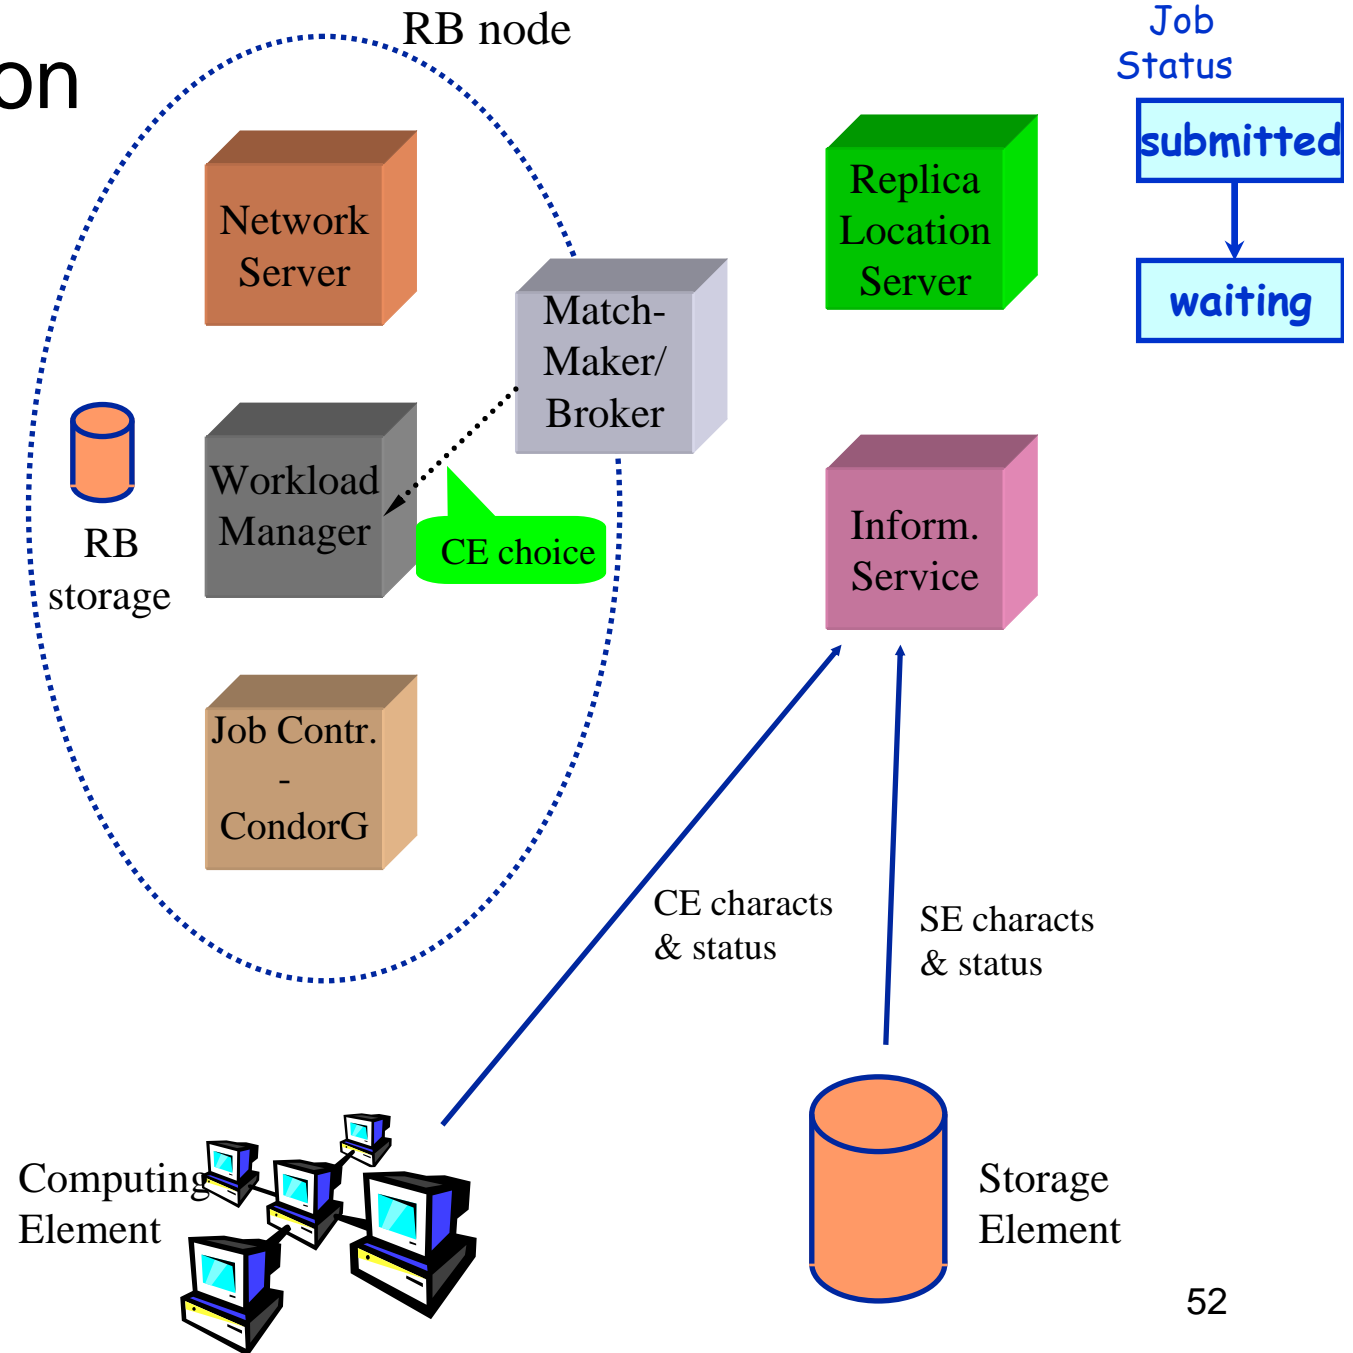 RB node
on
Job
Status
submitted
waiting
Network
Server
Replica
Location
Server
Match-
Maker/
Broker
Workload
Manager
CE choice
RB
storage
Inform.
Service
Job Contr.
-
CondorG
CE characts
& status
SE characts
& status
Computing
Element
Storage
Element
52